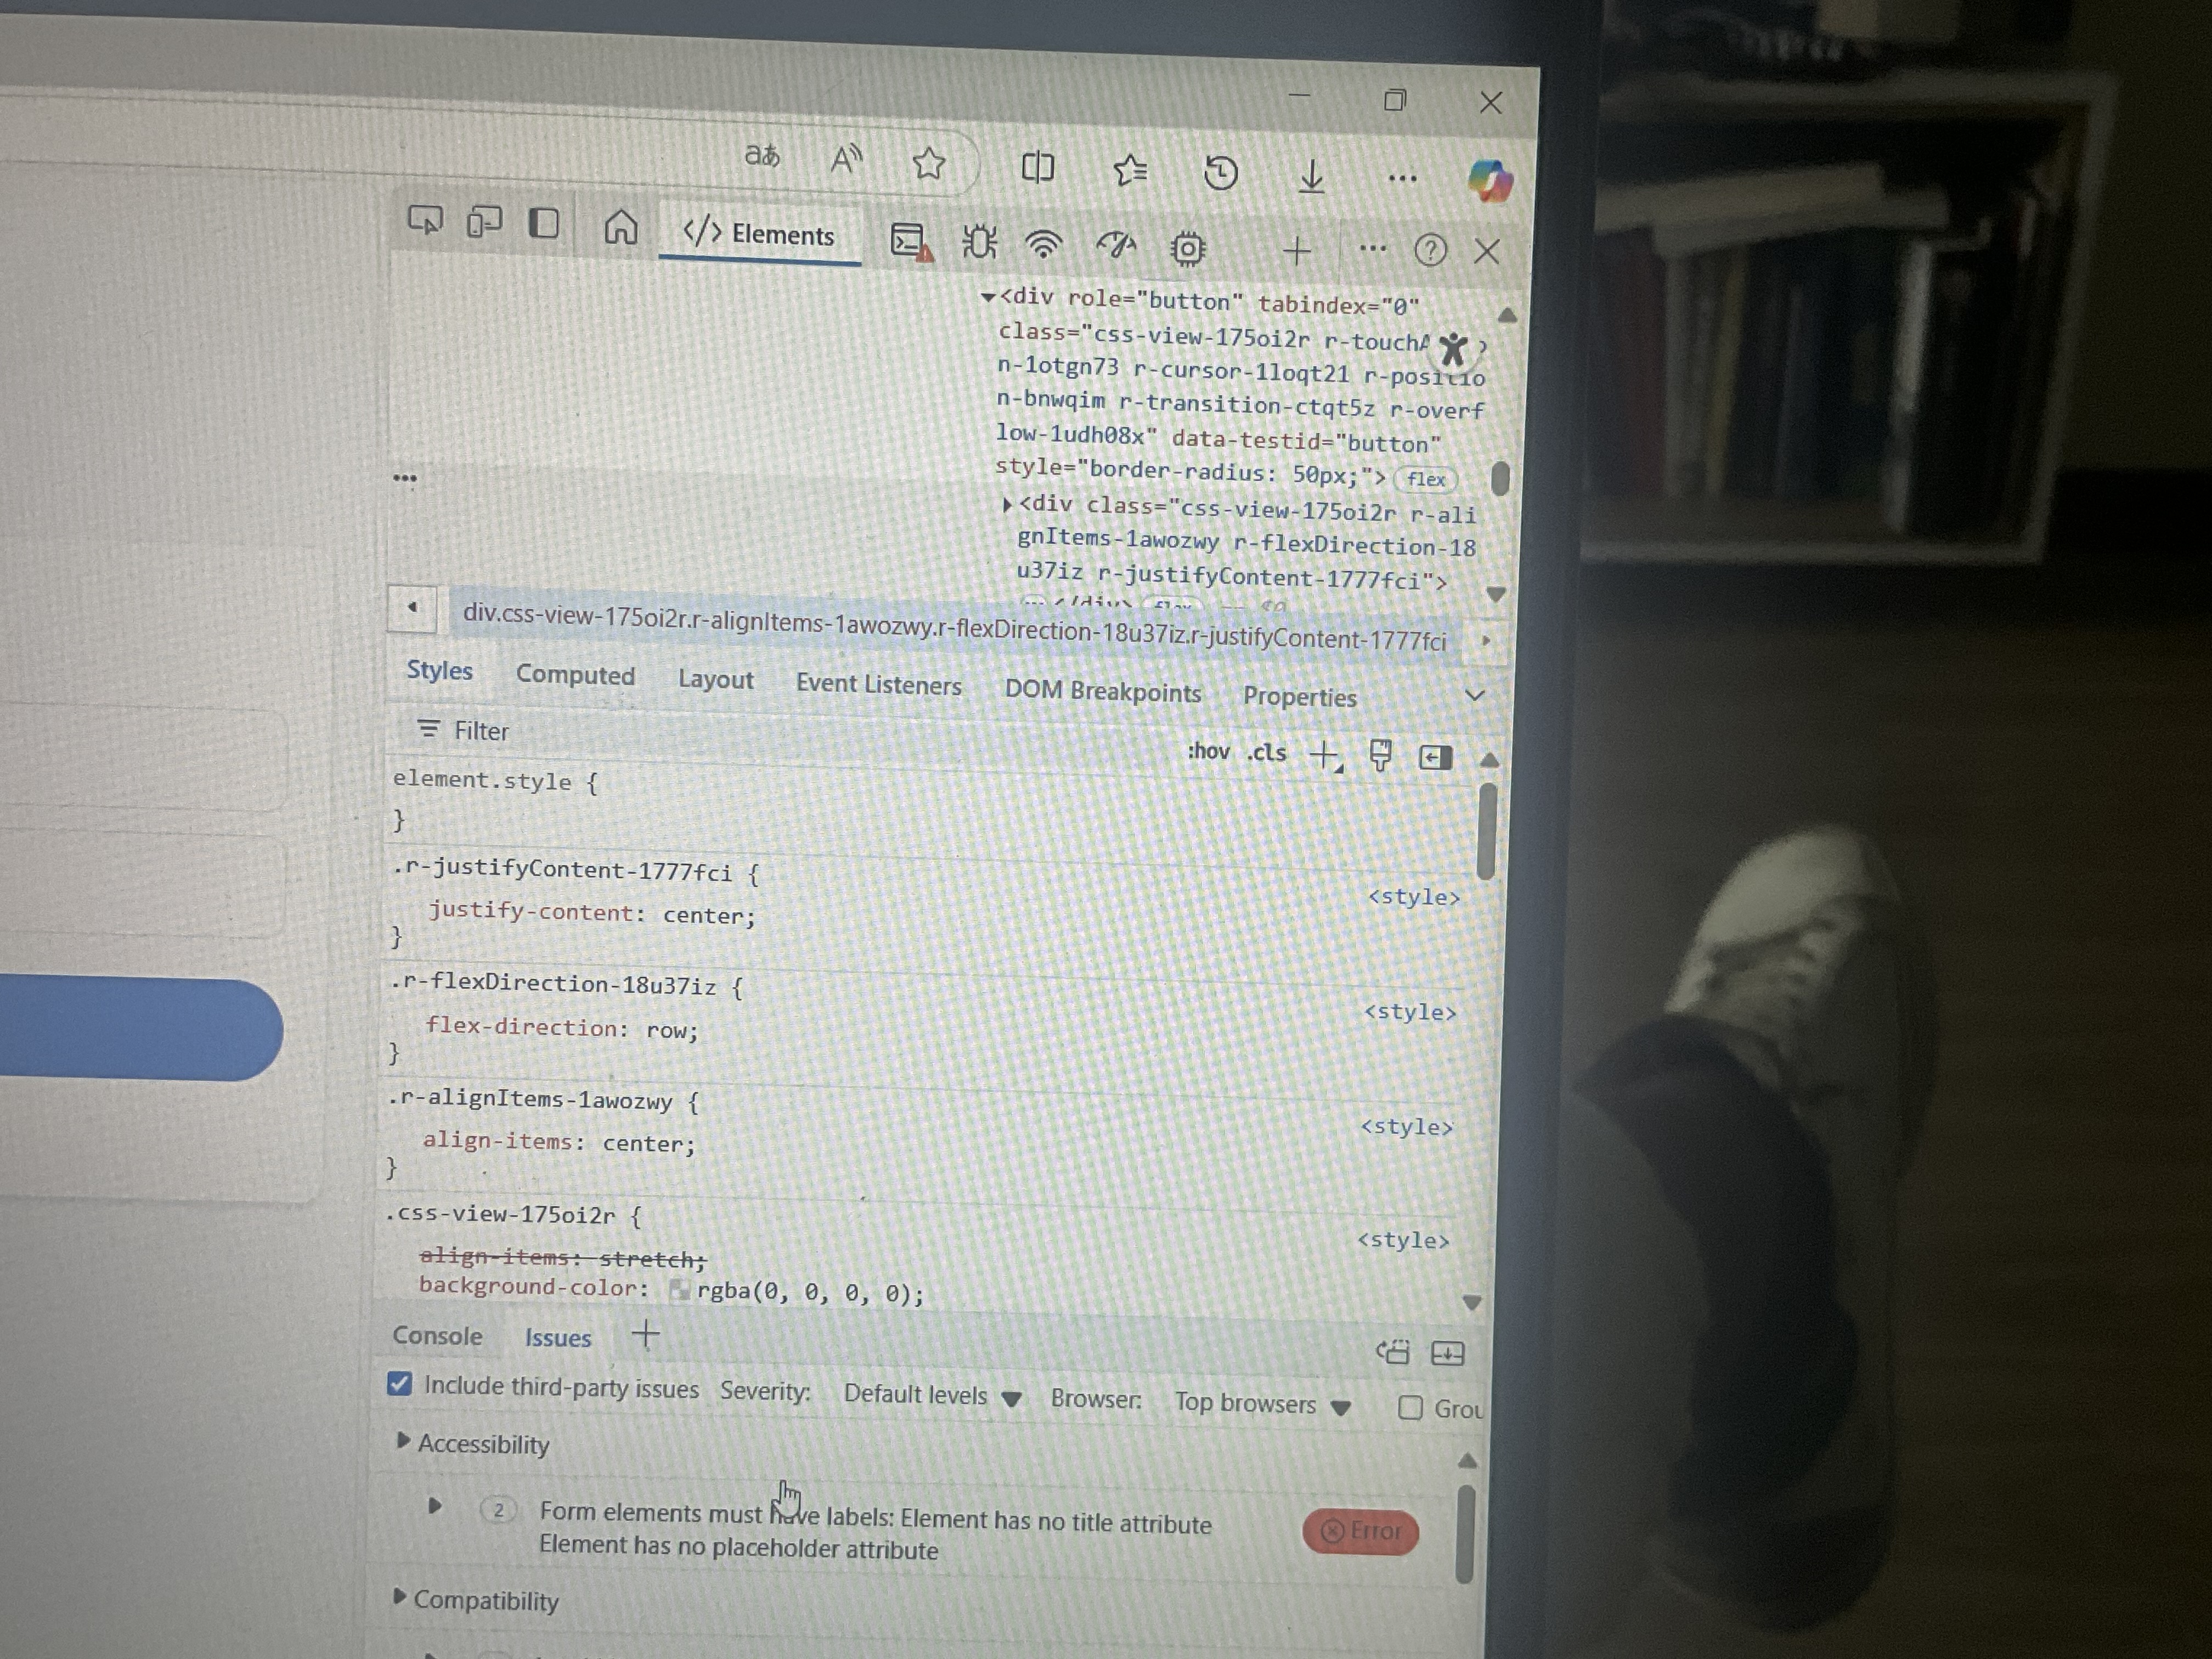 aあ A
</> Elements
<div role="button" tabindex="0"
class="css-view-175oi2r r-touchA
n-1otgn73 r-cursor-1loqt21 r-positio
n-bnwqim r-transition-ctqt5z r-overf
low-1udh08x" data-testid="button"
style="border-radius: 50px;"> flex
<div class="css-view-175oi2r r-ali
gnItems-1awozwy r-flexDirection-18
u37iz r-justifyContent-1777fci">
div.css-view-175oi2r.r-alignItems-1awozwy.r-flexDirection-18u37iz.r-justifyContent-1777fci
Styles Computed Layout Event Listeners DOM Breakpoints Properties
Filter :hov .cls
element.style {
}
.r-justifyContent-1777fci { <style>
justify-content: center;
}
.r-flexDirection-18u37iz { <style>
flex-direction: row;
}
.r-alignItems-1awozwy { <style>
align-items: center;
}
.css-view-175oi2r { <style>
align-items: stretch;
background-color: rgba(0, 0, 0, 0);
Console Issues
Include third-party issues Severity: Default levels Browser: Top browsers Grou
Accessibility
2 Form elements must have labels: Element has no title attribute
Element has no placeholder attribute
Error
Compatibility